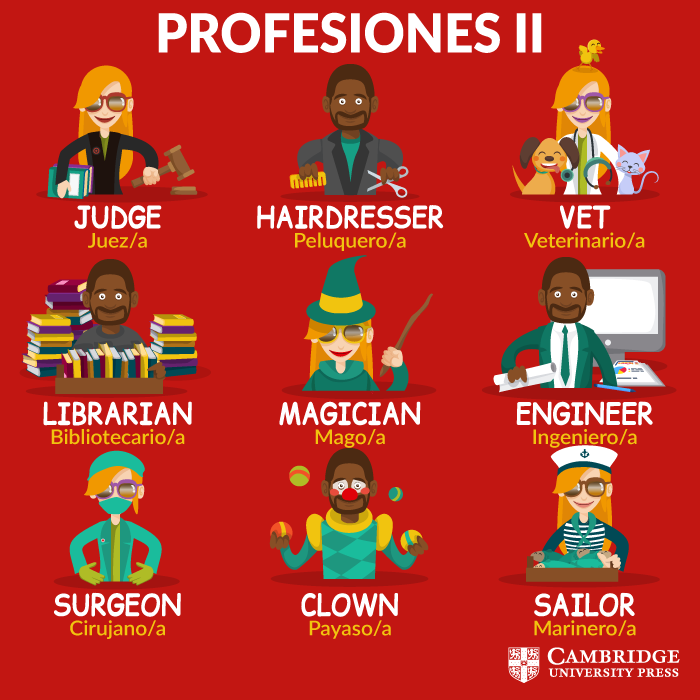 PROFESIONES II
JUDGE
Juez/a
HAIRDRESSER
Peluquero/a
VET
Veterinario/a
LIBRARIAN
Bibliotecario/a
MAGICIAN
Mago/a
ENGINEER
Ingeniero/a
SURGEON
Cirujano/a
CLOWN
Payaso/a
SAILOR
Marinero/a
CAMBRIDGE
UNIVERSITY PRESS